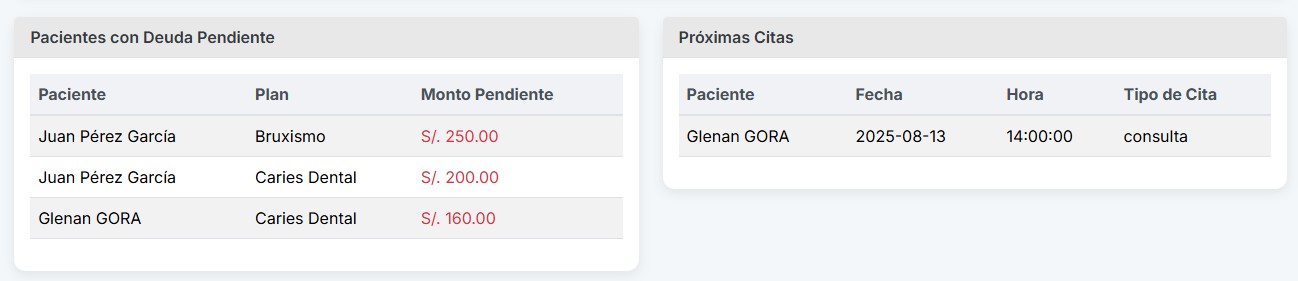 Pacientes con Deuda Pendiente
Paciente Plan Monto Pendiente
Juan Pérez García Bruxismo S/. 250.00
Juan Pérez García Caries Dental S/. 200.00
Glenan GORA Caries Dental S/. 160.00
Próximas Citas
Paciente Fecha Hora Tipo de Cita
Glenan GORA 2025-08-13 14:00:00 consulta